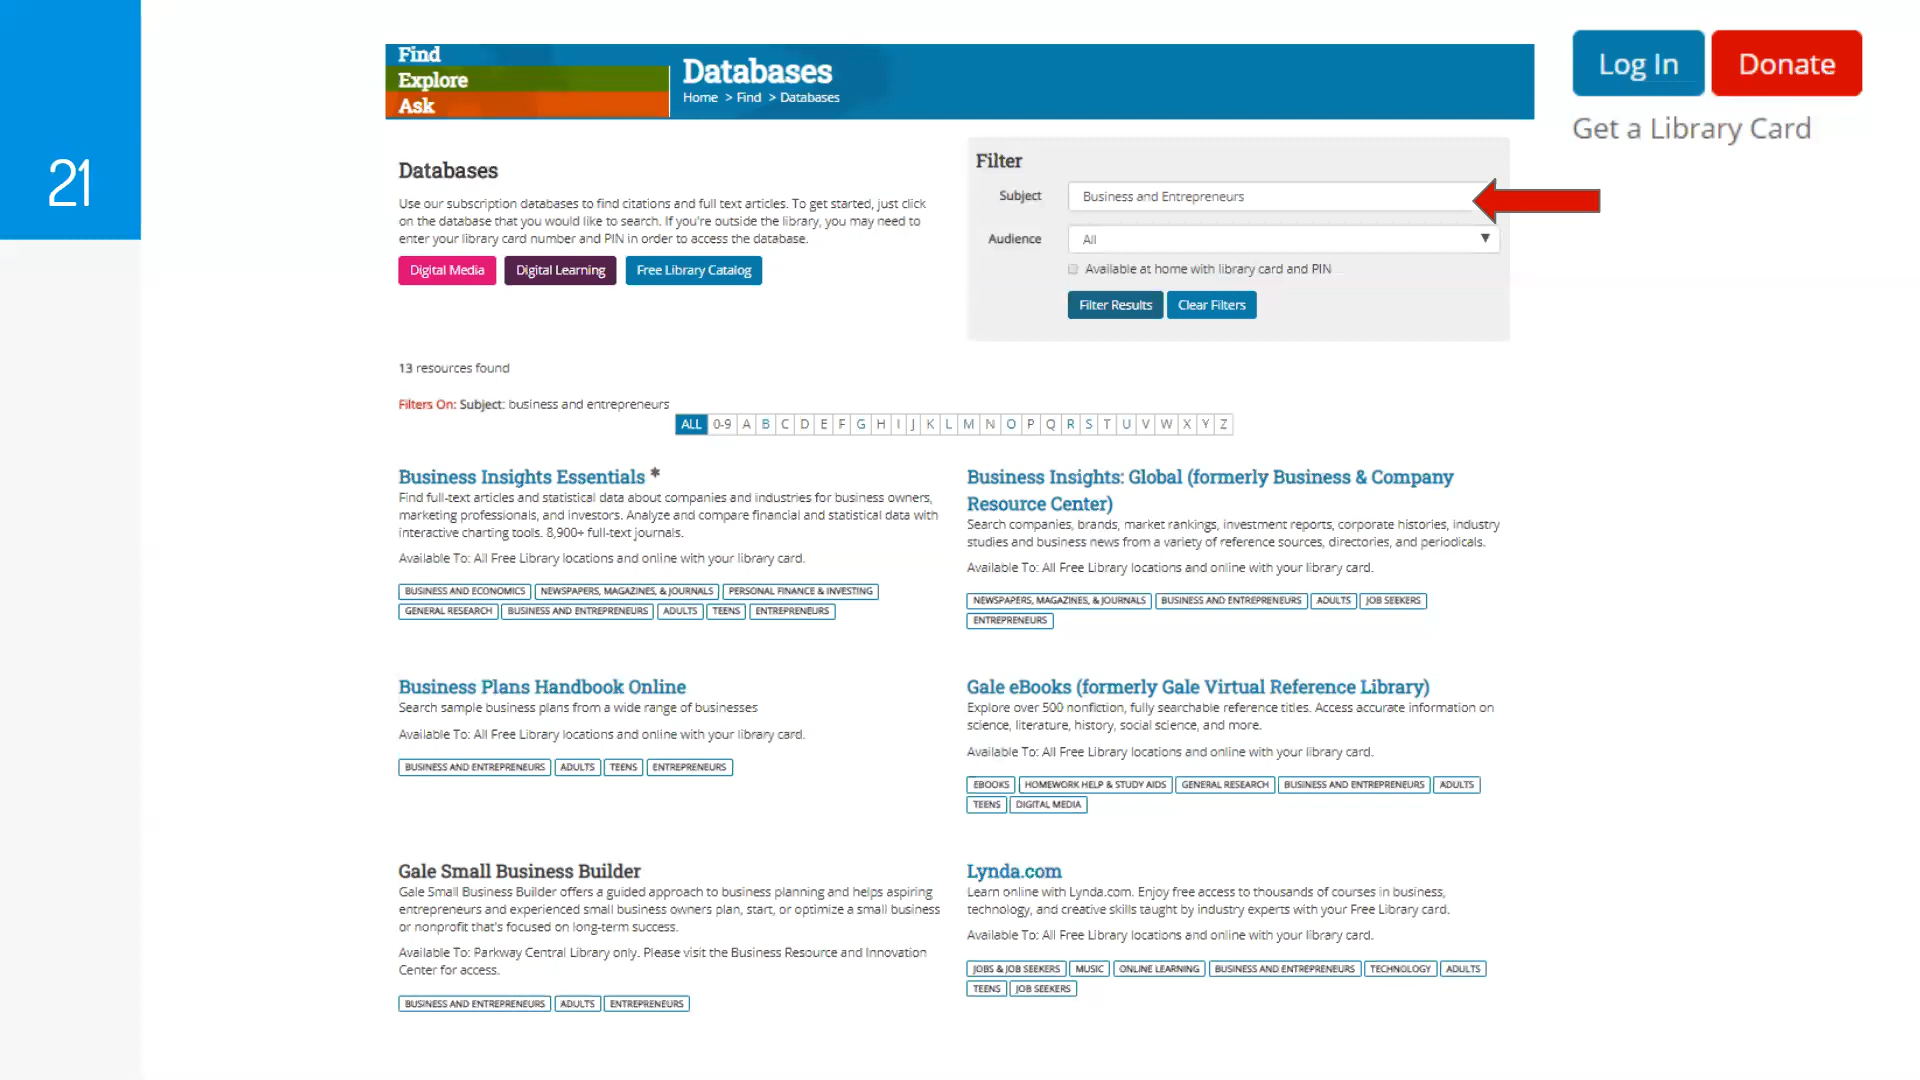 21
Find
Explore
Ask
Databases
Home > Find > Databases
Log In
Donate
Get a Library Card
Databases
Use our subscription databases to find citations and full text articles. To get started, just click
on the database that you would like to search. If you're outside the library, you may need to
enter your library card number and PIN in order to access the database.
Digital Media
Digital Learning
Free Library Catalog
Filter
Subject
Business and Entrepreneurs
Audience
All
Available at home with library card and PIN
Filter Results
Clear Filters
13 resources found
Filters On: Subject: business and entrepreneurs
ALL 0-9 A B C D E F G H I J K L M N O P Q R S T U V W X Y Z
Business Insights Essentials *
Find full-text articles and statistical data about companies and industries for business owners,
marketing professionals, and investors. Analyze and compare financial and statistical data with
interactive charting tools. 8,900+ full-text journals.
Available To: All Free Library locations and online with your library card.
BUSINESS AND ECONOMICS NEWSPAPERS, MAGAZINES, & JOURNALS PERSONAL FINANCE & INVESTING
GENERAL RESEARCH BUSINESS AND ENTREPRENEURS ADULTS TEENS ENTREPRENEURS
Business Insights: Global (formerly Business & Company
Resource Center)
Search companies, brands, market rankings, investment reports, corporate histories, industry
studies and business news from a variety of reference sources, directories, and periodicals.
Available To: All Free Library locations and online with your library card.
NEWSPAPERS, MAGAZINES, & JOURNALS BUSINESS AND ENTREPRENEURS ADULTS JOB SEEKERS
ENTREPRENEURS
Business Plans Handbook Online
Search sample business plans from a wide range of businesses
Available To: All Free Library locations and online with your library card.
BUSINESS AND ENTREPRENEURS ADULTS TEENS ENTREPRENEURS
Gale eBooks (formerly Gale Virtual Reference Library)
Explore over 500 nonfiction, fully searchable reference titles. Access accurate information on
science, literature, history, social science, and more.
Available To: All Free Library locations and online with your library card.
EBOOKS HOMEWORK HELP & STUDY AIDS GENERAL RESEARCH BUSINESS AND ENTREPRENEURS ADULTS
TEENS DIGITAL MEDIA
Gale Small Business Builder
Gale Small Business Builder offers a guided approach to business planning and helps aspiring
entrepreneurs and experienced small business owners plan, start, or optimize a small business
or nonprofit that's focused on long-term success.
Available To: Parkway Central Library only. Please visit the Business Resource and Innovation
Center for access.
BUSINESS AND ENTREPRENEURS ADULTS ENTREPRENEURS
Lynda.com
Learn online with Lynda.com. Enjoy free access to thousands of courses in business,
technology, and creative skills taught by industry experts with your Free Library card.
Available To: All Free Library locations and online with your library card.
JOBS & JOB SEEKERS MUSIC ONLINE LEARNING BUSINESS AND ENTREPRENEURS TECHNOLOGY ADULTS
TEENS JOB SEEKERS